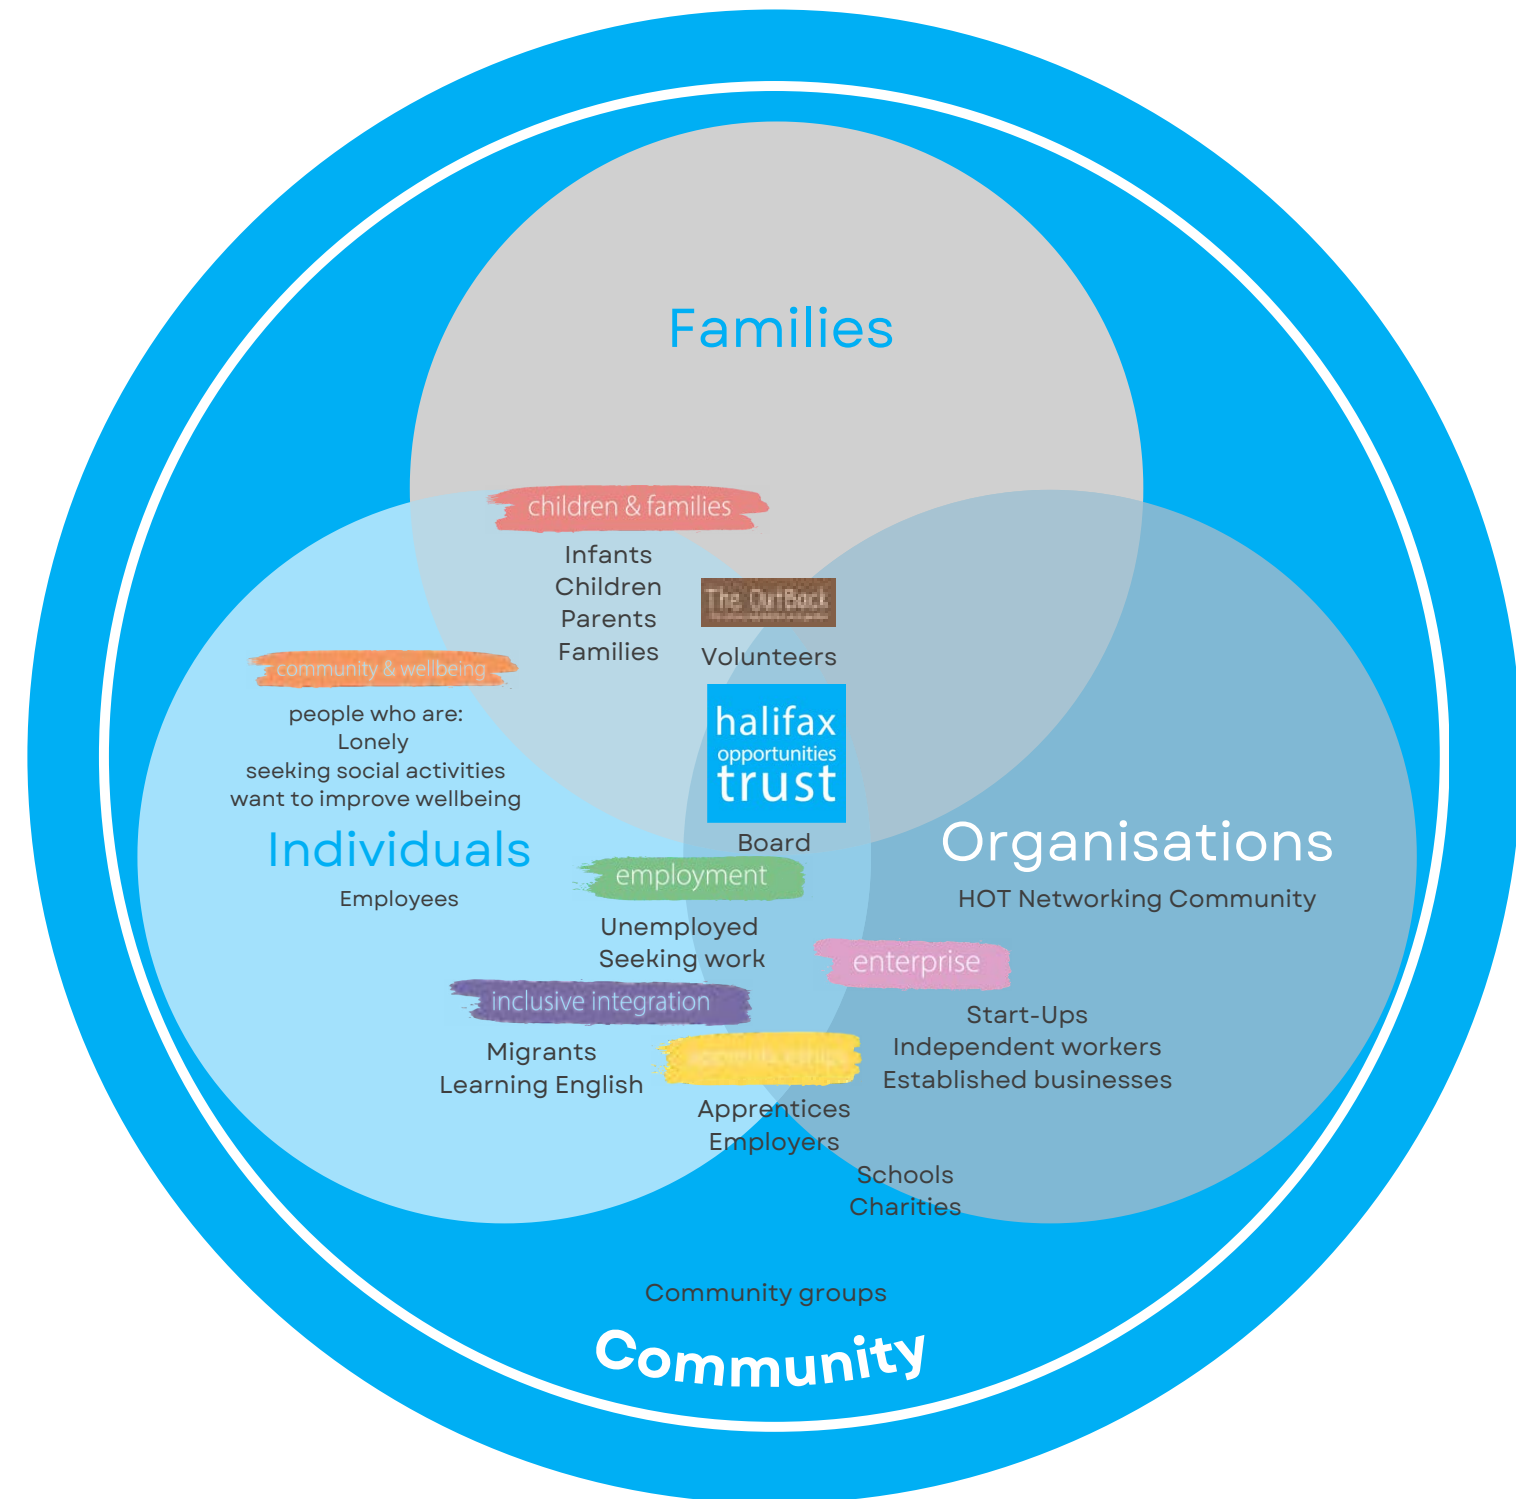 Families
children & families
Infants
Children
Parents
Families
The OutBack
Volunteers
community & wellbeing
people who are:
Lonely
seeking social activities
want to improve wellbeing
Individuals
Employees
halifax
opportunities
trust
Board
Organisations
HOT Networking Community
employment
Unemployed
Seeking work
enterprise
Start-Ups
Independent workers
Established businesses
inclusive integration
Migrants
Learning English
Apprentices
Employers
Schools
Charities
Community groups
Community